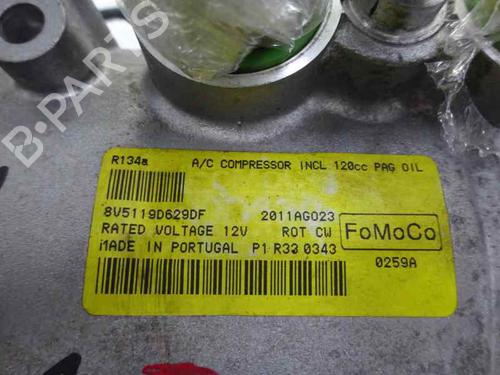 B-PARTS
R134a A/C COMPRESSOR INCL 120cc PAG OIL
8V5119D629DF 2011AGO23
RATED VOLTAGE 12V ROT CW
MADE IN PORTUGAL P1 R33 0343
FoMoCo
0259A